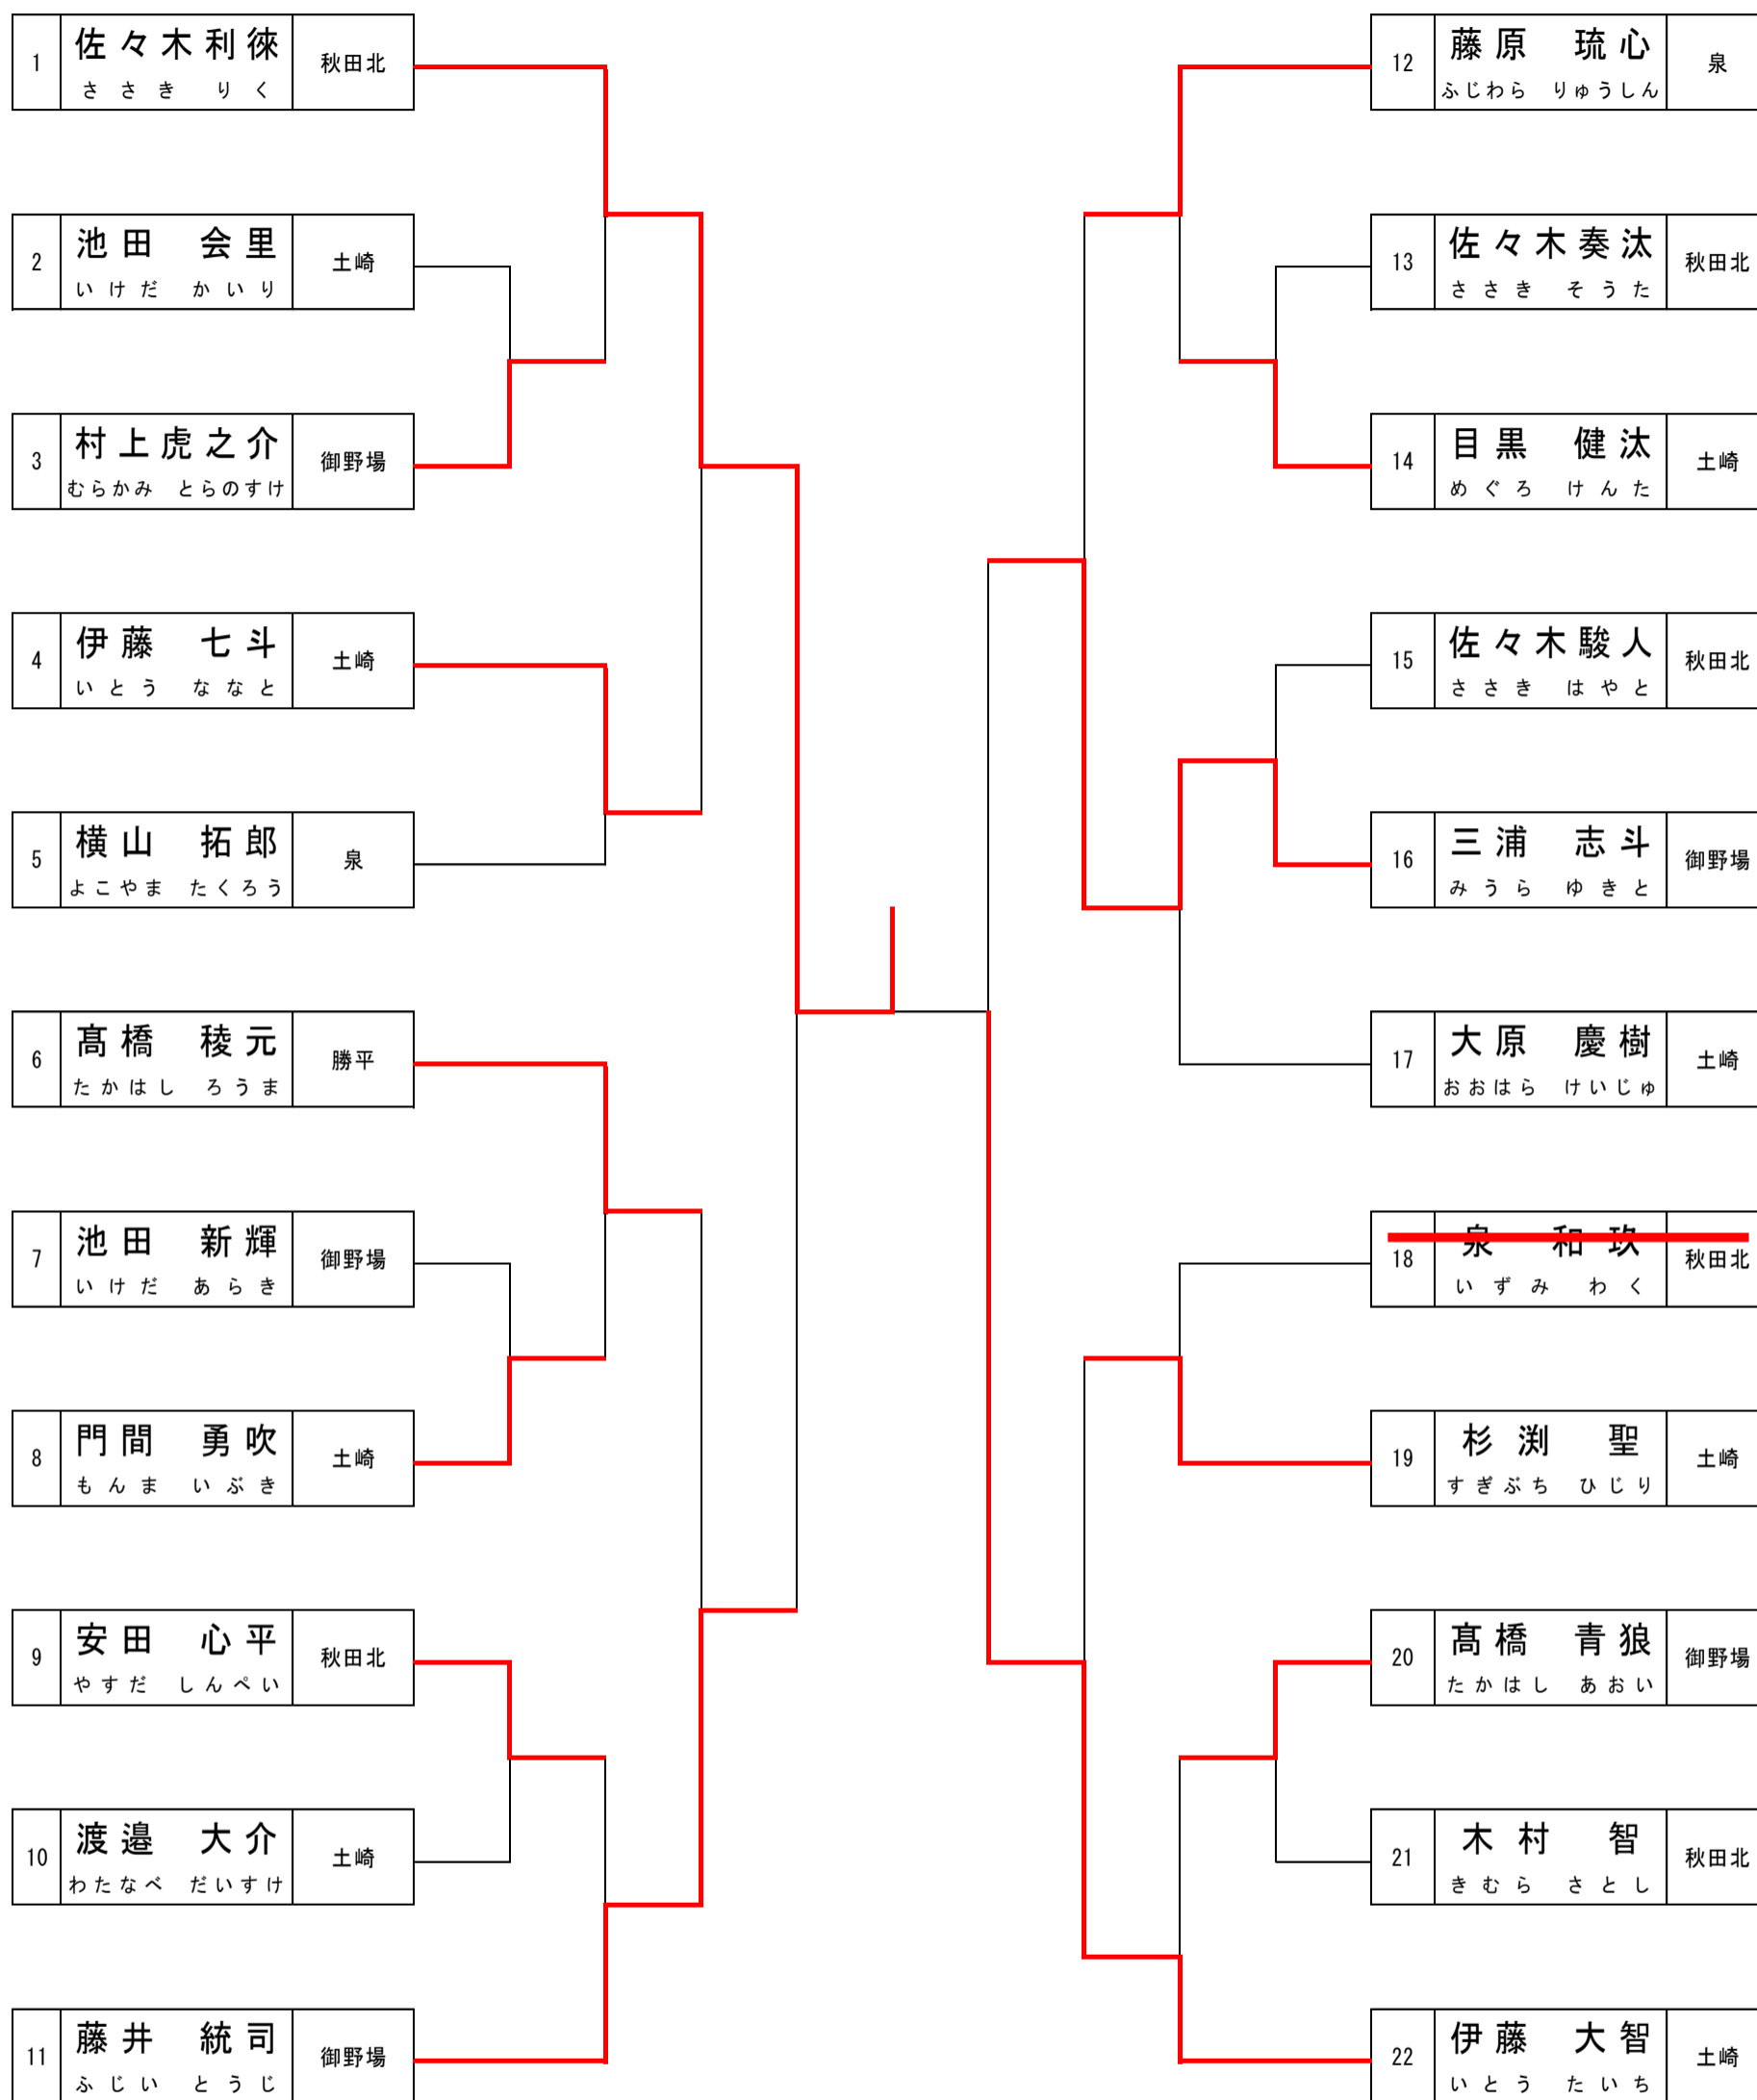 1 佐々木利徠 秋田北
ささき りく
2 池田 会里 土崎
いけだ かいり
3 村上虎之介 御野場
むらかみ とらのすけ
4 伊藤 七斗 土崎
いとう ななと
5 横山 拓郎 泉
よこやま たくろう
6 髙橋 稜元 勝平
たかはし ろうま
7 池田 新輝 御野場
いけだ あらき
8 門間 勇吹 土崎
もんま いぶき
9 安田 心平 秋田北
やすだ しんぺい
10 渡邉 大介 土崎
わたなべ だいすけ
11 藤井 統司 御野場
ふじい とうじ
12 藤原 琉心 泉
ふじわら りゅうしん
13 佐々木奏汰 秋田北
ささき そうた
14 目黒 健汰 土崎
めぐろ けんた
15 佐々木駿人 秋田北
ささき はやと
16 三浦 志斗 御野場
みうら ゆきと
17 大原 慶樹 土崎
おおはら けいじゅ
18 泉 和玖 秋田北
いずみ わく
19 杉渕 聖 土崎
すぎぶち ひじり
20 髙橋 青狼 御野場
たかはし あおい
21 木村 智 秋田北
きむら さとし
22 伊藤 大智 土崎
いとう たいち